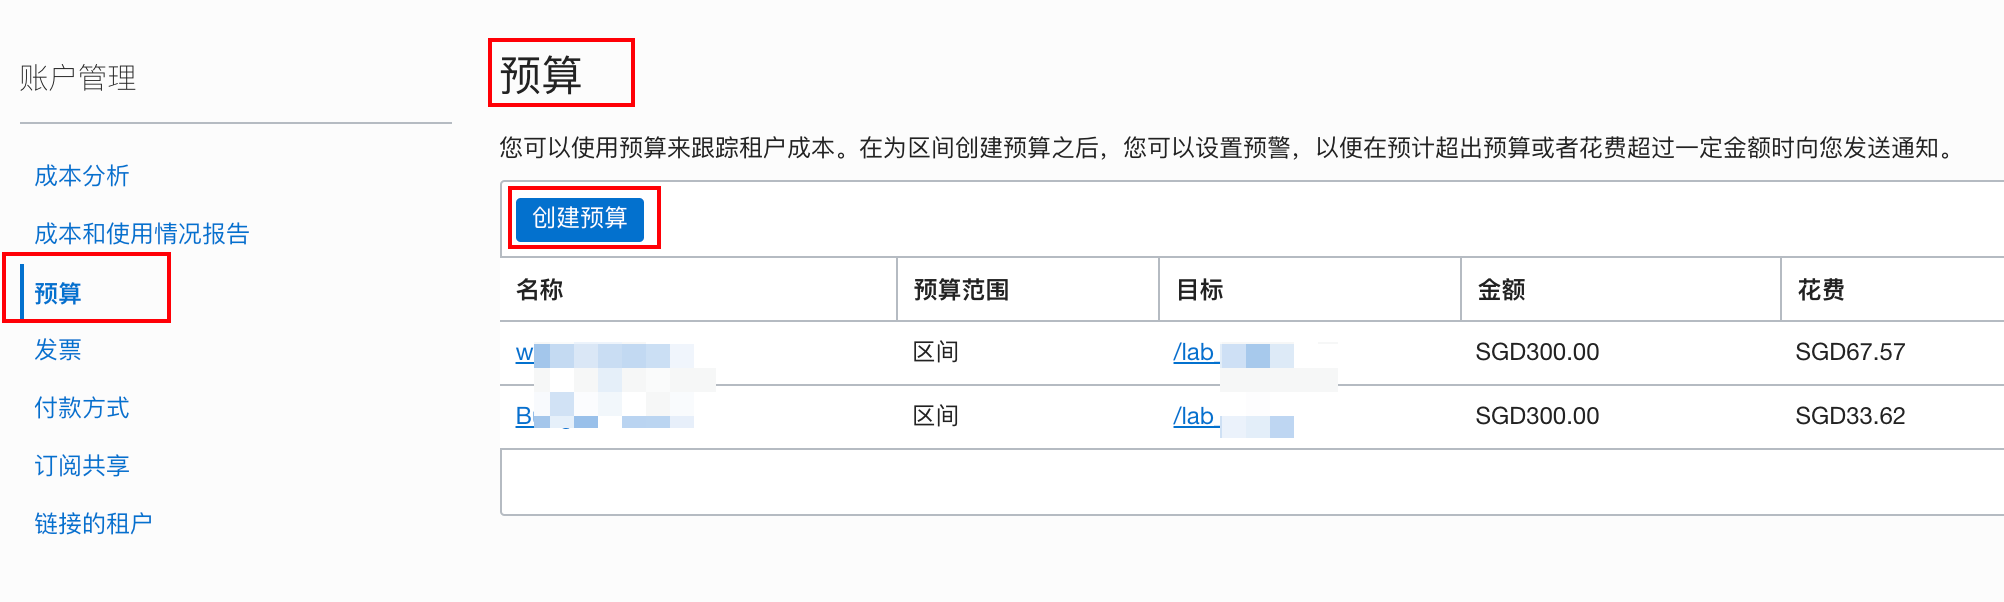 账户管理
成本分析
成本和使用情况报告
预算
发票
付款方式
订阅共享
链接的租户
预算
您可以使用预算来跟踪租户成本。在为区间创建预算之后，您可以设置预警，以便在预计超出预算或者花费超过一定金额时向您发送通知。
创建预算
名称 预算范围 目标 金额 花费
区间 /lab SGD300.00 SGD67.57
区间 /lab SGD300.00 SGD33.62